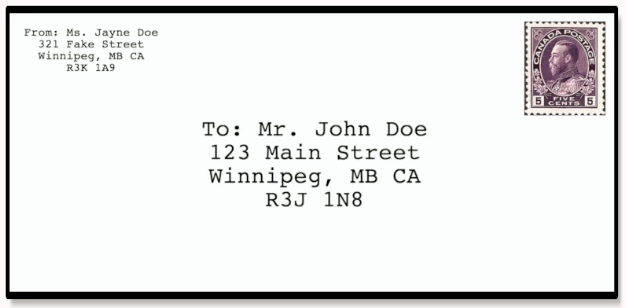 From: Ms. Jayne Doe
321 Fake Street
Winnipeg, MB CA
R3K 1A9
CANADA POSTAGE
5 FIVE CENTS 5
To: Mr. John Doe
123 Main Street
Winnipeg, MB CA
R3J 1N8